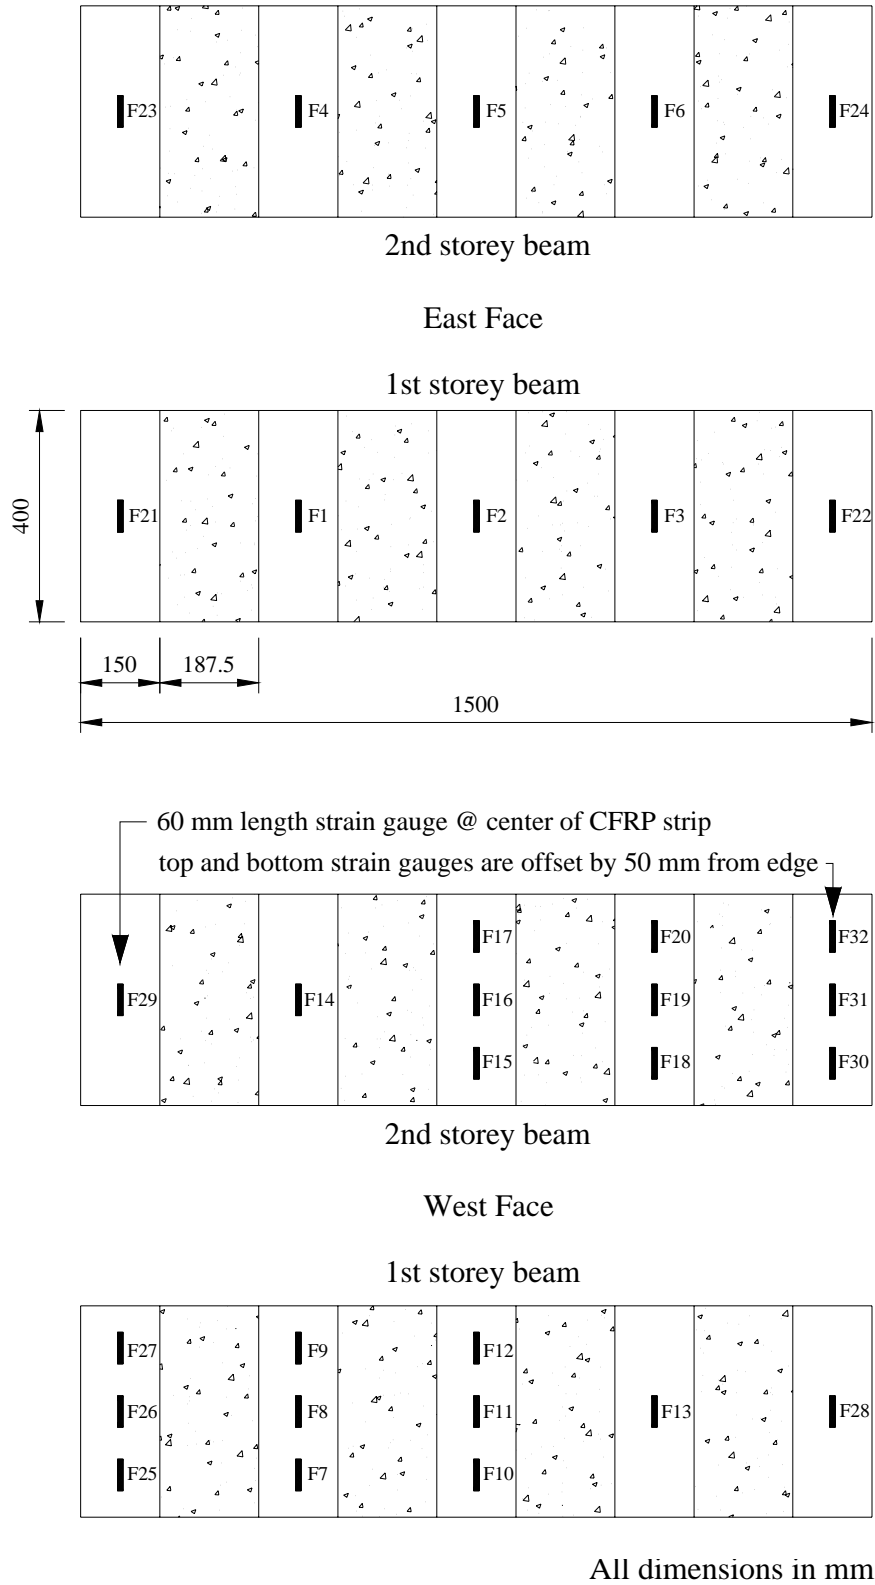 F23 F4 F5 F6 F24
2nd storey beam
East Face
1st storey beam
400
F21 F1 F2 F3 F22
150 187.5
1500
60 mm length strain gauge @ center of CFRP strip
top and bottom strain gauges are offset by 50 mm from edge
F17 F20 F32
F29 F14 F16 F19 F31
F15 F18 F30
2nd storey beam
West Face
1st storey beam
F27 F9 F12
F26 F8 F11 F13 F28
F25 F7 F10
All dimensions in mm